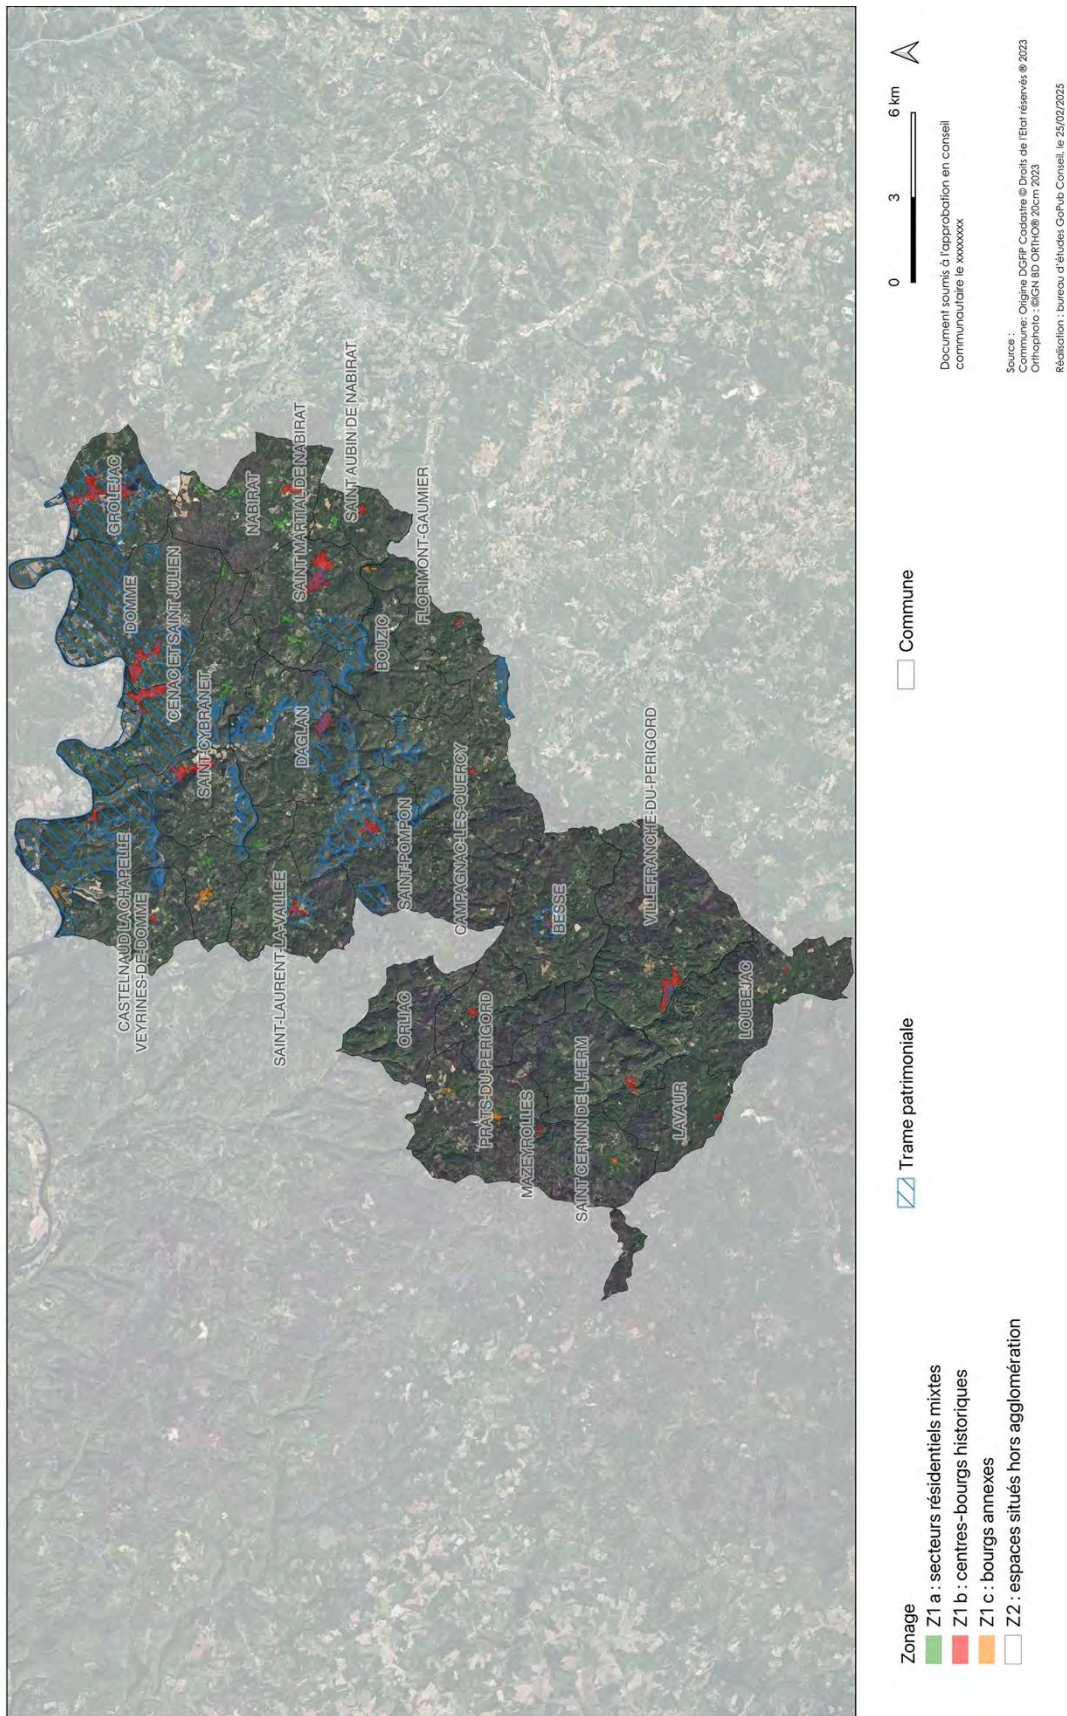 GROLEJAC
DOMME
CENAC ET SAINT JULIEN
CASTELNAUD LA CHAPELLE
VEYRINES-DE-DOMME
SAINT-CYBRANET
NABIRAT
SAINT MARTIAL DE NABIRAT
SAINT AUBIN DE NABIRAT
DAGLAN
SAINT-LAURENT-LA-VALLEE
BOUZIC
FLORIMONT-GAUMIER
SAINT-POMPON
CAMPAGNAC-LES-QUERCY
ORLIAC
PRATS-DU-PERIGORD
BESSE
MAZEYROLLES
SAINT CERNIN DE L HERM
VILLEFRANCHE-DU-PERIGORD
LAVAUR
LOUBEJAC
Zonage
Z1 a : secteurs résidentiels mixtes
Z1 b : centres-bourgs historiques
Z1 c : bourgs annexes
Z2 : espaces situés hors agglomération
Trame patrimoniale
Commune
0 3 6 km
Document soumis à l'approbation en conseil
communautaire le xxxxxxxx
Source :
Commune: Origine DGFiP Cadastre © Droits de l'Etat réservés ® 2023
Orthophoto : ©IGN BD ORTHO® 20cm 2023
Réalisation : bureau d'études GoPub Conseil, le 25/02/2025